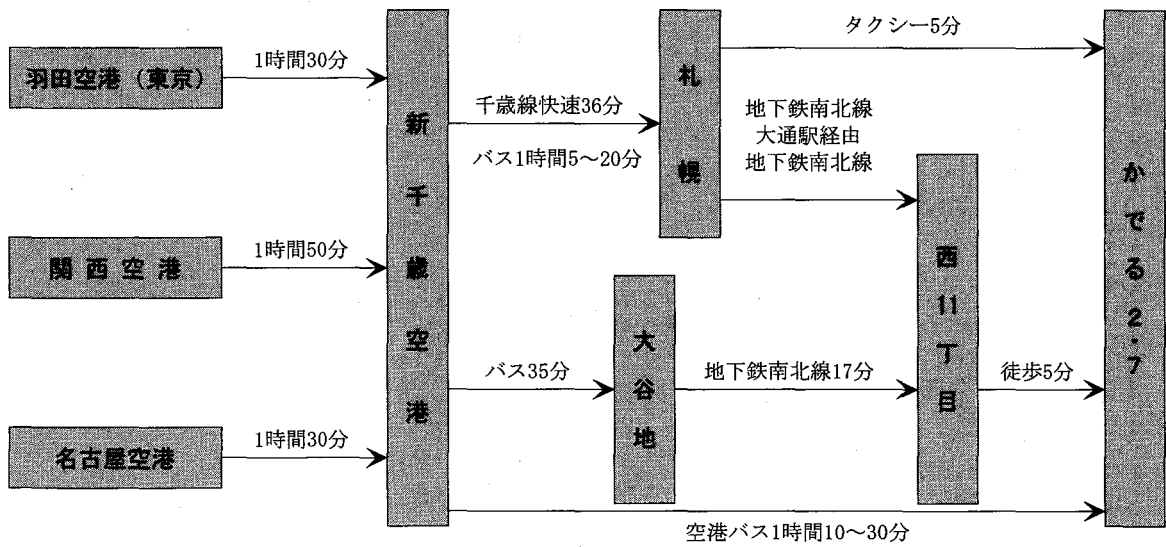 羽田空港（東京）
1時間30分
関西空港
1時間50分
名古屋空港
1時間30分
新千歳空港
千歳線快速36分
バス1時間5～20分
札幌
タクシー5分
地下鉄南北線
大通駅経由
地下鉄南北線
バス35分
大谷地
地下鉄南北線17分
西11丁目
徒歩5分
空港バス1時間10～30分
かでる2・7